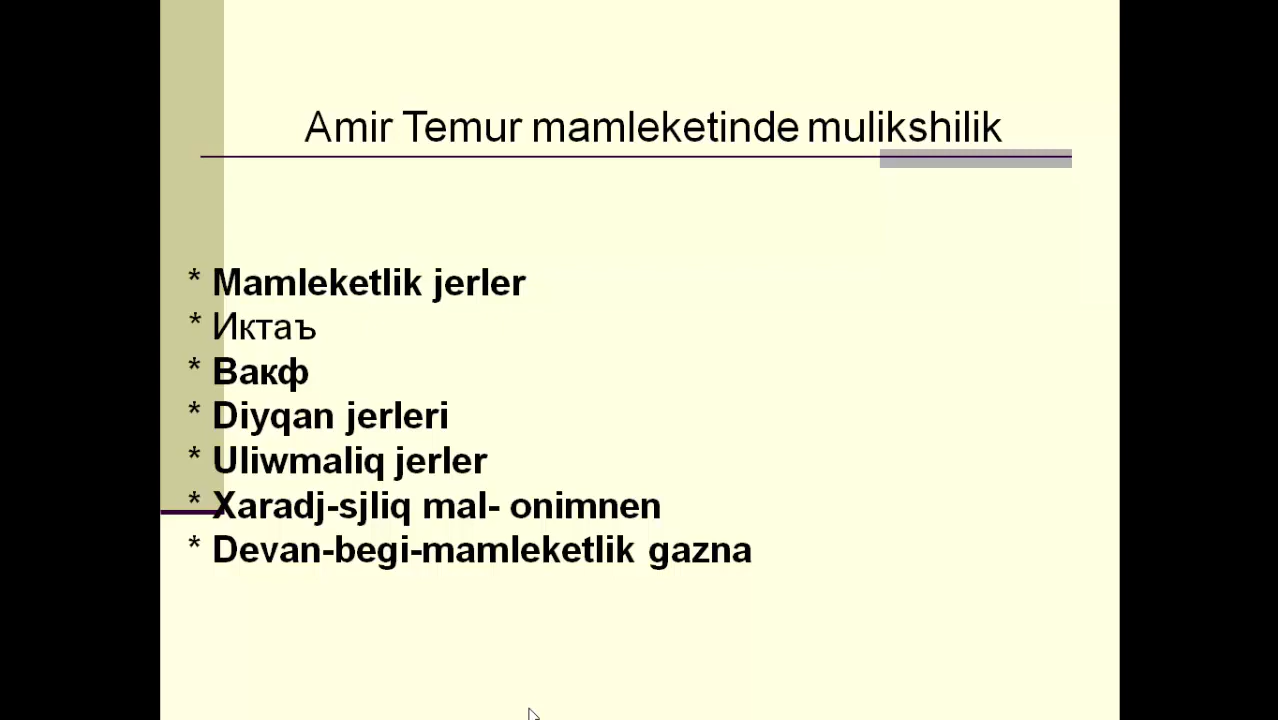 Amir Temur mamleketinde mulikshilik
* Mamleketlik jerler
* Иктаъ
* Вакф
* Diyqan jerleri
* Uliwmaliq jerler
* Xaradj-sjliq mal- onimnen
* Devan-begi-mamleketlik gazna